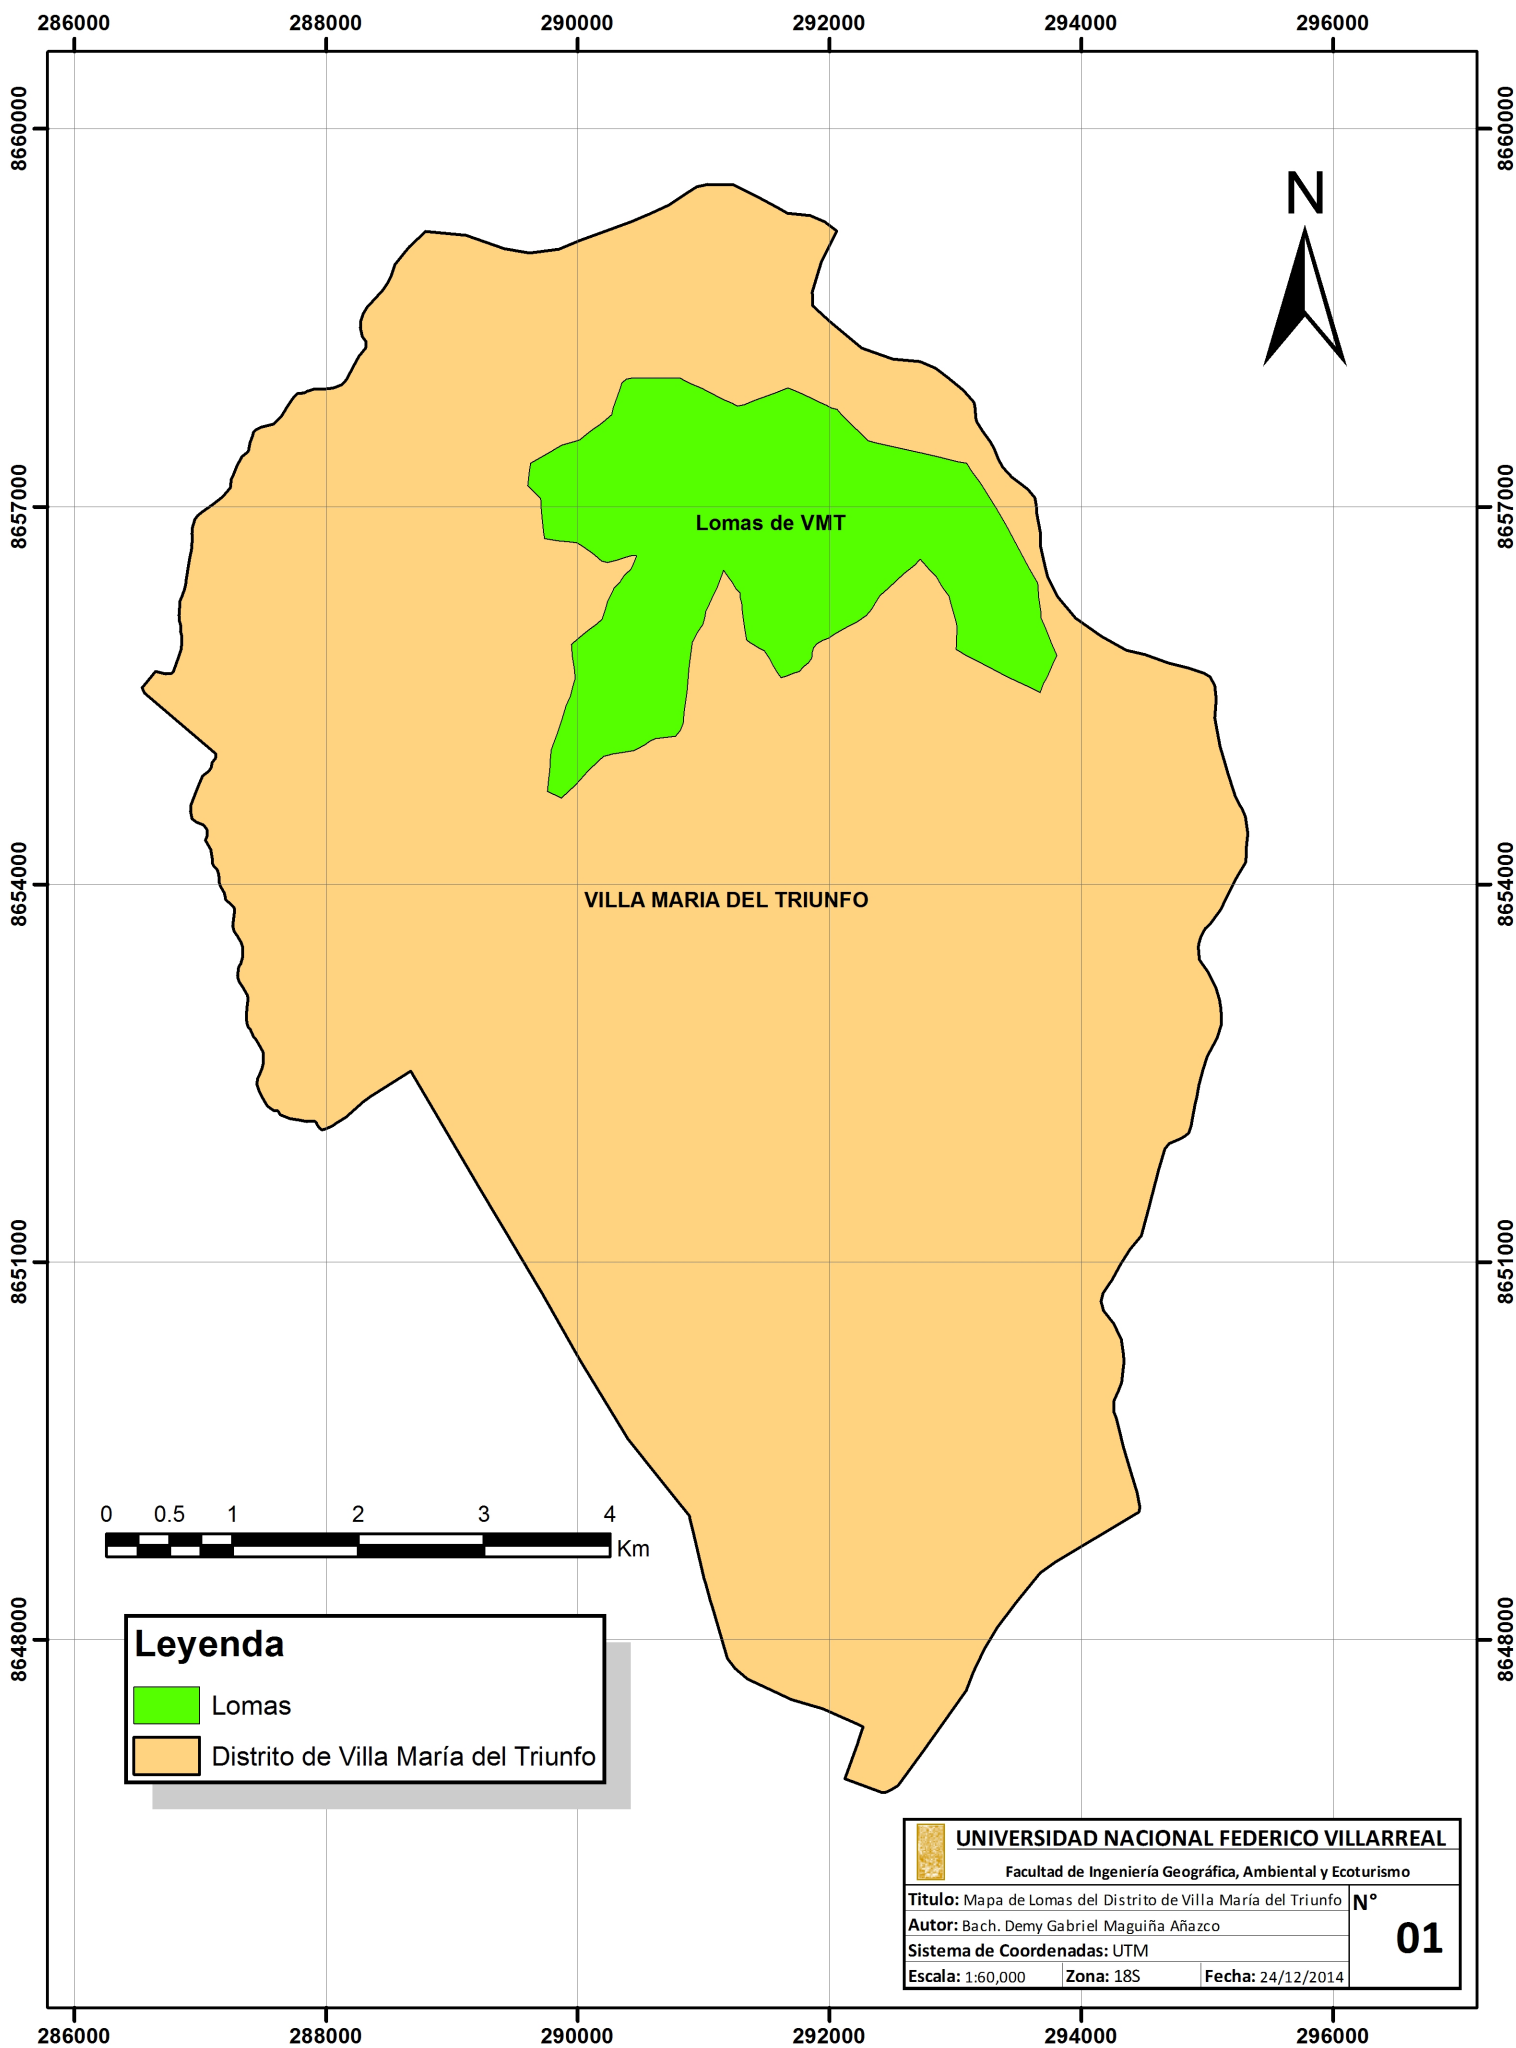 286000 288000 290000 292000 294000 296000
8660000 8660000
N
8657000 8657000
Lomas de VMT
8654000 8654000
VILLA MARIA DEL TRIUNFO
8651000 8651000
0 0.5 1 2 3 4
Km
8648000 8648000
Leyenda
Lomas
Distrito de Villa María del Triunfo
UNIVERSIDAD NACIONAL FEDERICO VILLARREAL
Facultad de Ingeniería Geográfica, Ambiental y Ecoturismo
Titulo: Mapa de Lomas del Distrito de Villa María del Triunfo
N°
Autor: Bach. Demy Gabriel Maguiña Añazco
01
Sistema de Coordenadas: UTM
Escala: 1:60,000 Zona: 18S Fecha: 24/12/2014
286000 288000 290000 292000 294000 296000